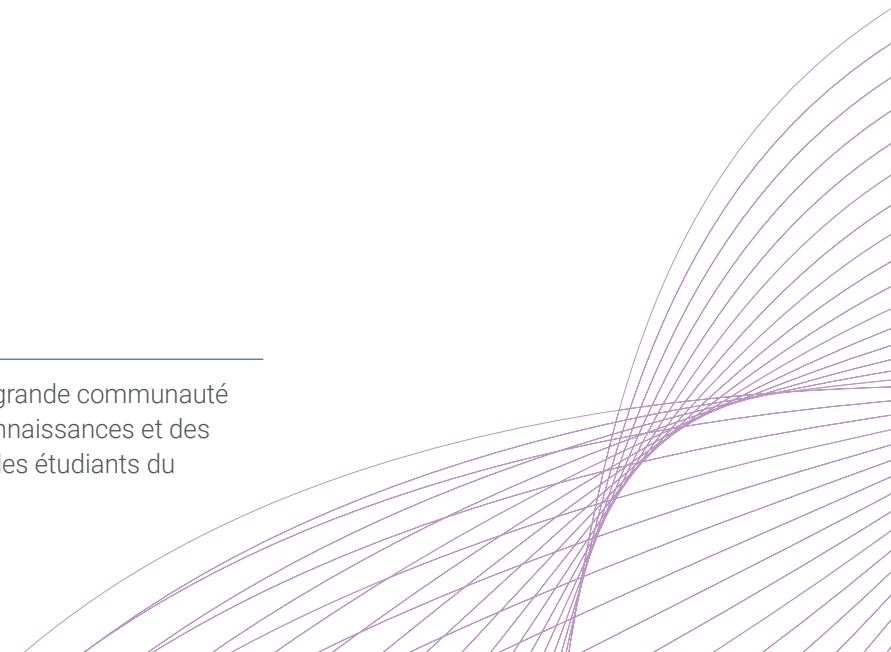 grande communauté
nnaissances et des
les étudiants du